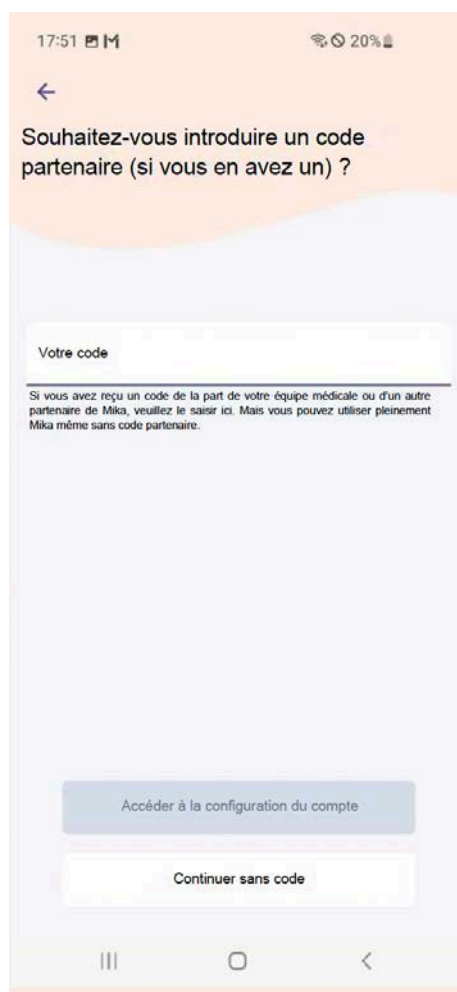 17:51 20%
Souhaitez-vous introduire un code
partenaire (si vous en avez un) ?
Votre code
Si vous avez reçu un code de la part de votre équipe médicale ou d'un autre
partenaire de Mika, veuillez le saisir ici. Mais vous pouvez utiliser pleinement
Mika même sans code partenaire.
Accéder à la configuration du compte
Continuer sans code